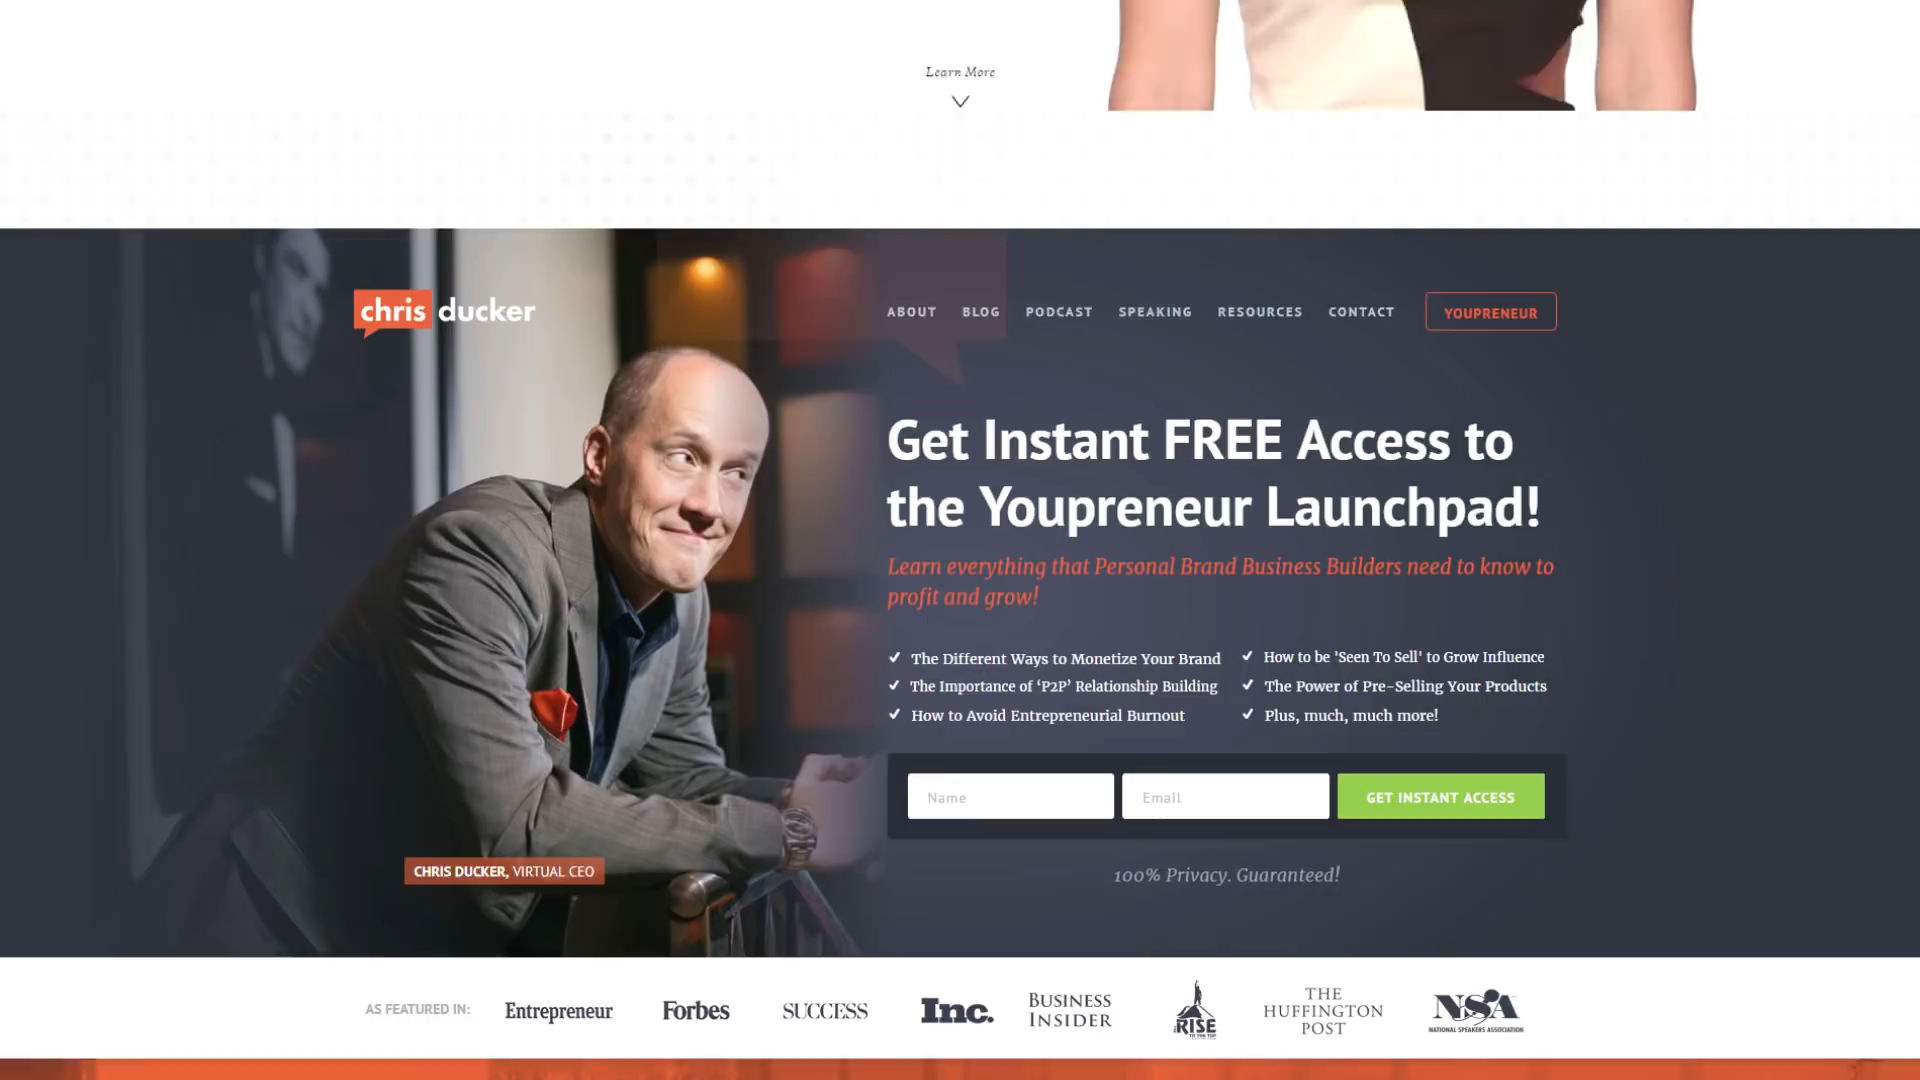 Learn More
chris ducker
ABOUT BLOG PODCAST SPEAKING RESOURCES CONTACT YOUPRENEUR
Get Instant FREE Access to
the Youpreneur Launchpad!
Learn everything that Personal Brand Business Builders need to know to
profit and grow!
The Different Ways to Monetize Your Brand
The Importance of ‘P2P’ Relationship Building
How to Avoid Entrepreneurial Burnout
How to be 'Seen To Sell' to Grow Influence
The Power of Pre-Selling Your Products
Plus, much, much more!
Name
Email
GET INSTANT ACCESS
100% Privacy. Guaranteed!
CHRIS DUCKER, VIRTUAL CEO
AS FEATURED IN:
Entrepreneur
Forbes
SUCCESS
Inc.
BUSINESS
INSIDER
RISE
TO THE TOP
THE
HUFFINGTON
POST
NSA
NATIONAL SPEAKERS ASSOCIATION